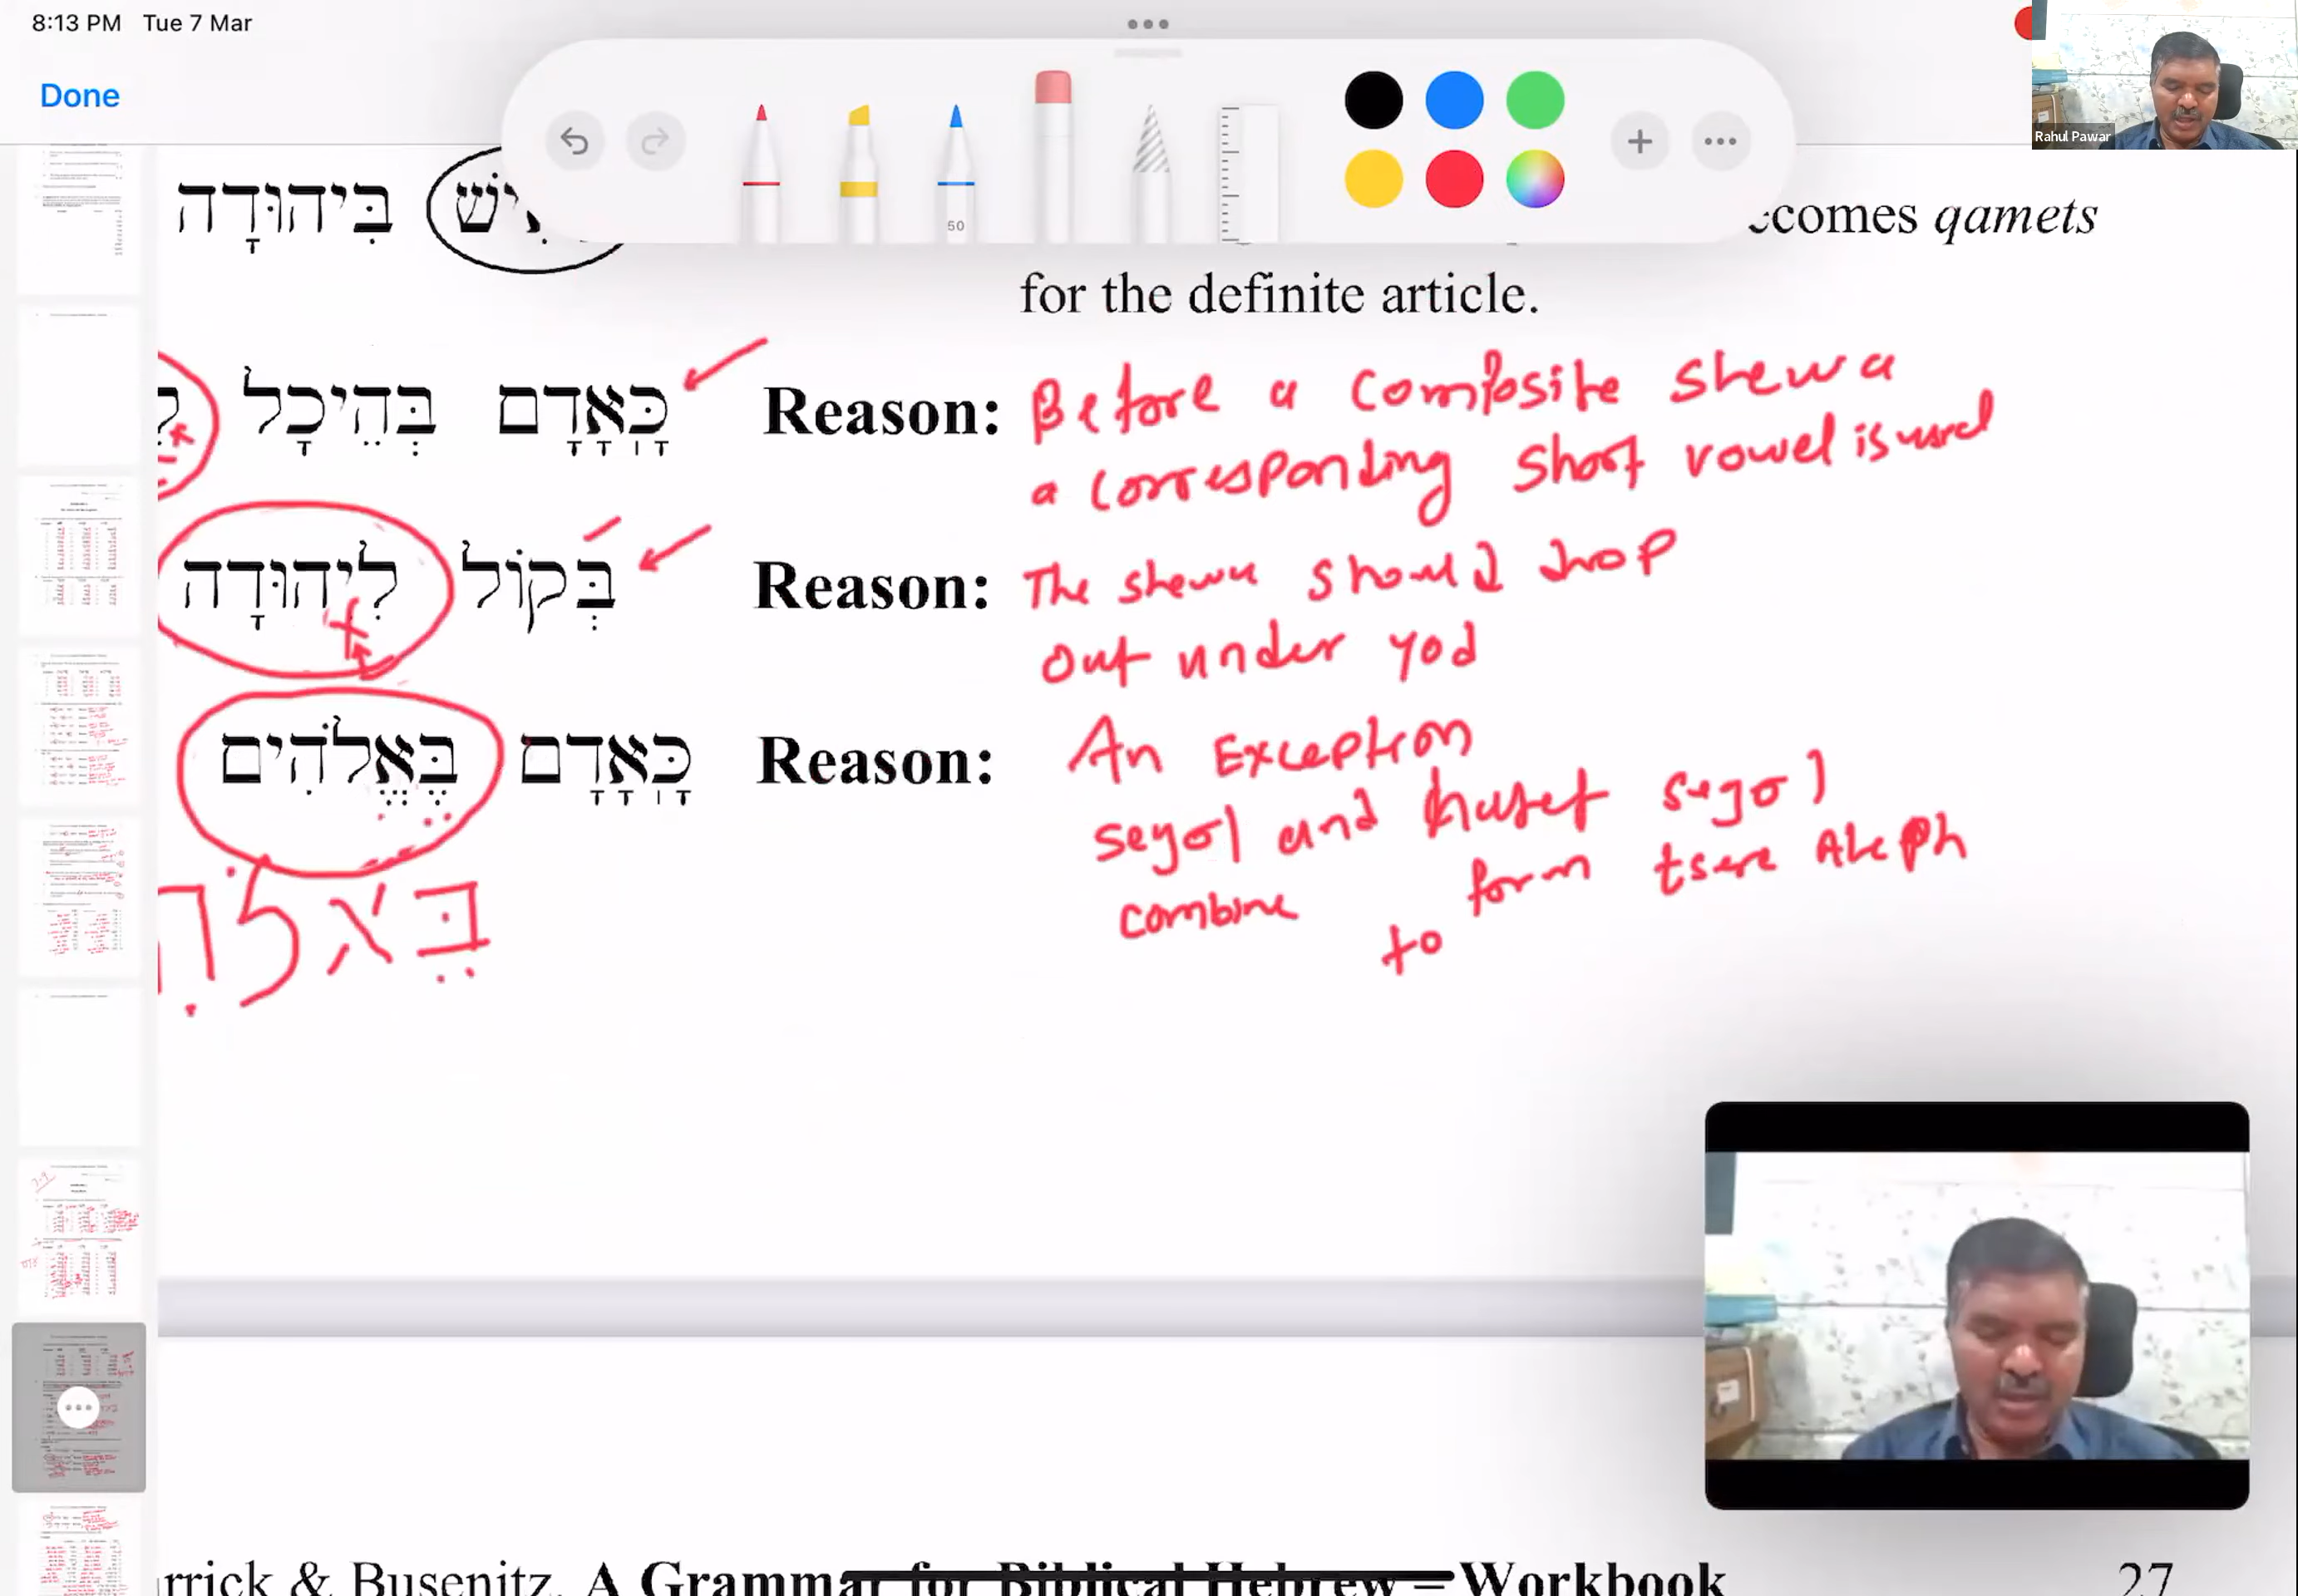 8:13 PM Tue 7 Mar
Done
50
Rahul Pawar
בִּיהוּדָה
comes qamets
for the definite article.
כָּאָדָם בְּהֵיכָל
Reason: Before a composite shewa
a corresponding short vowel is used
בְּקוֹל לִיהוּדָה
Reason: The shewa should drop
out under yod
כָּאָדָם בֶּאֱלֹהִים
Reason: An Exception
segol and hatef segol
combine to form tsere Aleph
rrick & Busenitz, A Grammar for Biblical Hebrew – Workbook 27